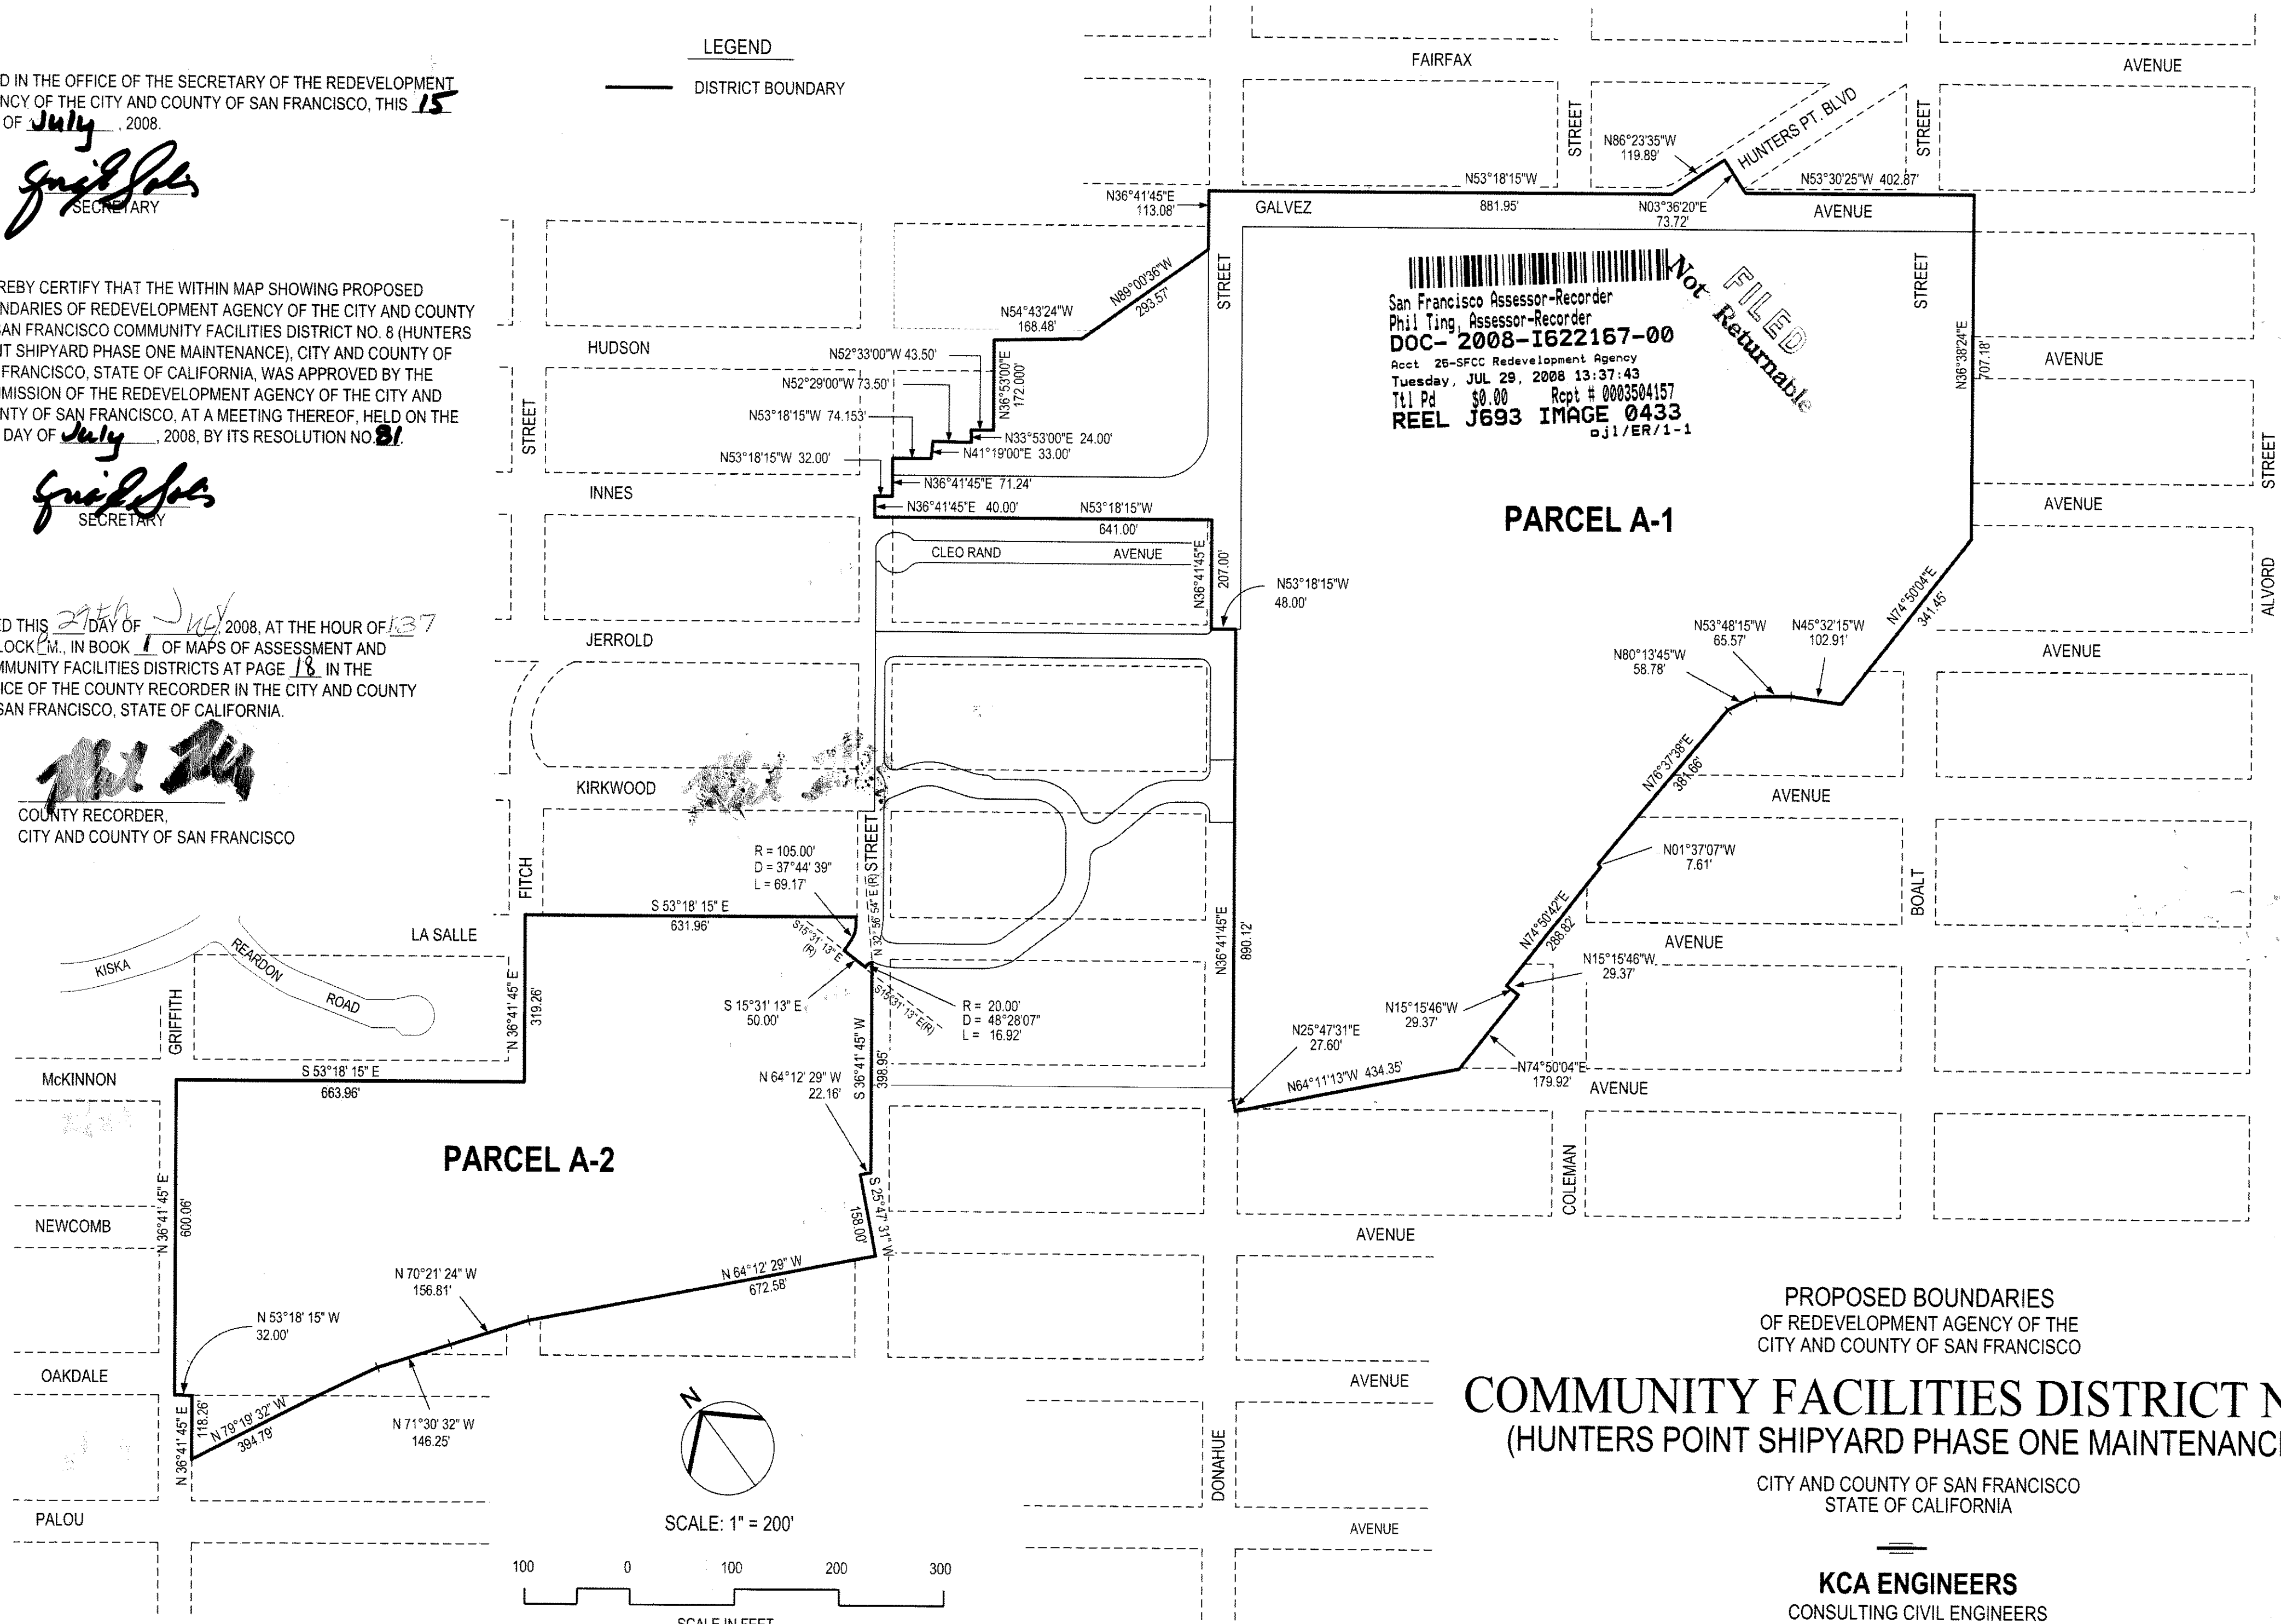 D IN THE OFFICE OF THE SECRETARY OF THE REDEVELOPMENT
NCY OF THE CITY AND COUNTY OF SAN FRANCISCO, THIS 15
OF July, 2008.
SECRETARY
REBY CERTIFY THAT THE WITHIN MAP SHOWING PROPOSED
NDARIES OF REDEVELOPMENT AGENCY OF THE CITY AND COUNTY
SAN FRANCISCO COMMUNITY FACILITIES DISTRICT NO. 8 (HUNTERS
T SHIPYARD PHASE ONE MAINTENANCE), CITY AND COUNTY OF
FRANCISCO, STATE OF CALIFORNIA, WAS APPROVED BY THE
MISSION OF THE REDEVELOPMENT AGENCY OF THE CITY AND
NTY OF SAN FRANCISCO, AT A MEETING THEREOF, HELD ON THE
DAY OF July, 2008, BY ITS RESOLUTION NO. 81.
SECRETARY
ED THIS 29th DAY OF July, 2008, AT THE HOUR OF 1:37
LOCK P.M., IN BOOK 1 OF MAPS OF ASSESSMENT AND
MMUNITY FACILITIES DISTRICTS AT PAGE 18 IN THE
ICE OF THE COUNTY RECORDER IN THE CITY AND COUNTY
SAN FRANCISCO, STATE OF CALIFORNIA.
COUNTY RECORDER,
CITY AND COUNTY OF SAN FRANCISCO
LEGEND
DISTRICT BOUNDARY
FAIRFAX
AVENUE
STREET
STREET
HUNTERS PT. BLVD
N86°23'35"W
119.89'
N53°18'15"W
881.95'
N03°36'20"E
73.72'
N53°30'25"W 402.87'
GALVEZ
AVENUE
N36°41'45"E
113.08'
STREET
STREET
N89°00'36"W
293.57'
N54°43'24"W
168.48'
HUDSON
N52°33'00"W 43.50'
N36°53'00"E
172.000'
N52°29'00"W 73.50'
N53°18'15"W 74.153'
N33°53'00"E 24.00'
N41°19'00"E 33.00'
N53°18'15"W 32.00'
STREET
N36°41'45"E 71.24'
INNES
N36°41'45"E 40.00'
N53°18'15"W
641.00'
CLEO RAND
AVENUE
N36°41'45"E
207.00'
N53°18'15"W
48.00'
San Francisco Assessor-Recorder
Phil Ting, Assessor-Recorder
DOC- 2008-I622167-00
Acct 26-SFCC Redevelopment Agency
Tuesday, JUL 29, 2008 13:37:43
Ttl Pd $0.00 Rcpt # 0003504157
REEL J693 IMAGE 0433
ojl/ER/1-1
FILED
Not Returnable
N36°38'24"E
707.18'
AVENUE
STREET
AVENUE
PARCEL A-1
ALVORD
N74°50'04"E
341.45'
N53°48'15"W
65.57'
N45°32'15"W
102.91'
N80°13'45"W
58.78'
AVENUE
JERROLD
KIRKWOOD
N76°37'38"E
381.66'
AVENUE
N01°37'07"W
7.61'
BOALT
N74°50'42"E
288.82'
AVENUE
N15°15'46"W
29.37'
N15°15'46"W
29.37'
N74°50'04"E
179.92'
AVENUE
N25°47'31"E
27.60'
N64°11'13"W 434.35'
N36°41'45"E
890.12'
COLEMAN
R = 105.00'
D = 37°44' 39"
L = 69.17'
STREET
N 32° 56' 54" E (R)
FITCH
S 53°18' 15" E
631.96'
S15°31' 13"E
(R)
LA SALLE
KISKA
REARDON
ROAD
GRIFFITH
N 36°41' 45" E
319.26'
S 15°31' 13" E
50.00'
S15°31' 13"E(R)
R = 20.00'
D = 48°28'07"
L = 16.92'
S 36°41' 45" W
398.95'
McKINNON
S 53°18' 15" E
663.96'
N 64°12' 29" W
22.16'
PARCEL A-2
S 25°47' 31" W
158.00'
N 36°41' 45" E
600.06'
NEWCOMB
AVENUE
N 64°12' 29" W
672.58'
N 70°21' 24" W
156.81'
N 53°18' 15" W
32.00'
OAKDALE
AVENUE
N 36°41' 45" E
118.26'
N 79°19' 32" W
394.79'
N 71°30' 32" W
146.25'
N
DONAHUE
PALOU
AVENUE
SCALE: 1" = 200'
100 0 100 200 300
SCALE IN FEET
PROPOSED BOUNDARIES
OF REDEVELOPMENT AGENCY OF THE
CITY AND COUNTY OF SAN FRANCISCO
COMMUNITY FACILITIES DISTRICT N
(HUNTERS POINT SHIPYARD PHASE ONE MAINTENANC
CITY AND COUNTY OF SAN FRANCISCO
STATE OF CALIFORNIA
KCA ENGINEERS
CONSULTING CIVIL ENGINEERS